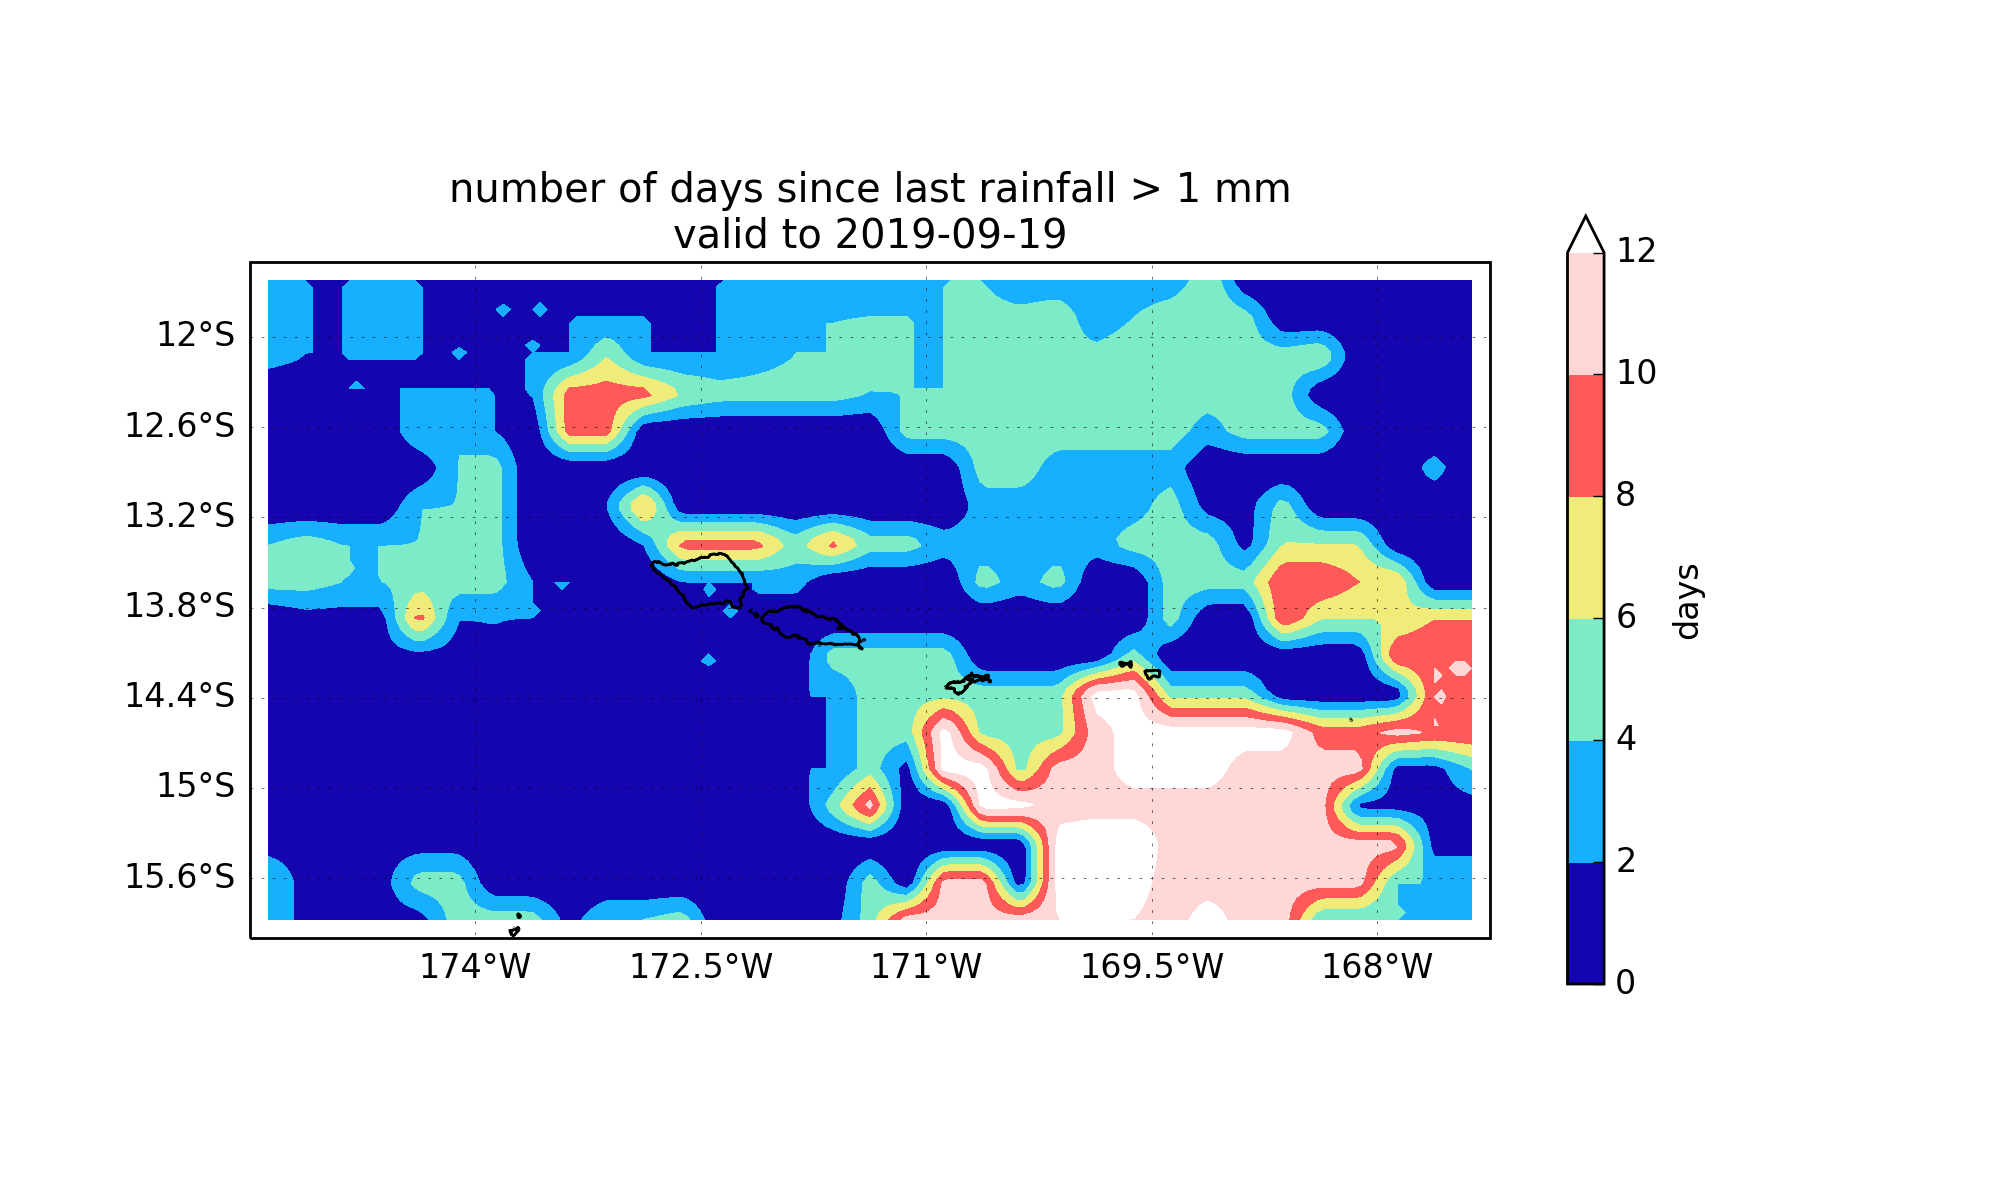 number of days since last rainfall > 1 mm
valid to 2019-09-19
12°S
12.6°S
13.2°S
13.8°S
14.4°S
15°S
15.6°S
174°W
172.5°W
171°W
169.5°W
168°W
12
10
8
6
4
2
0
days